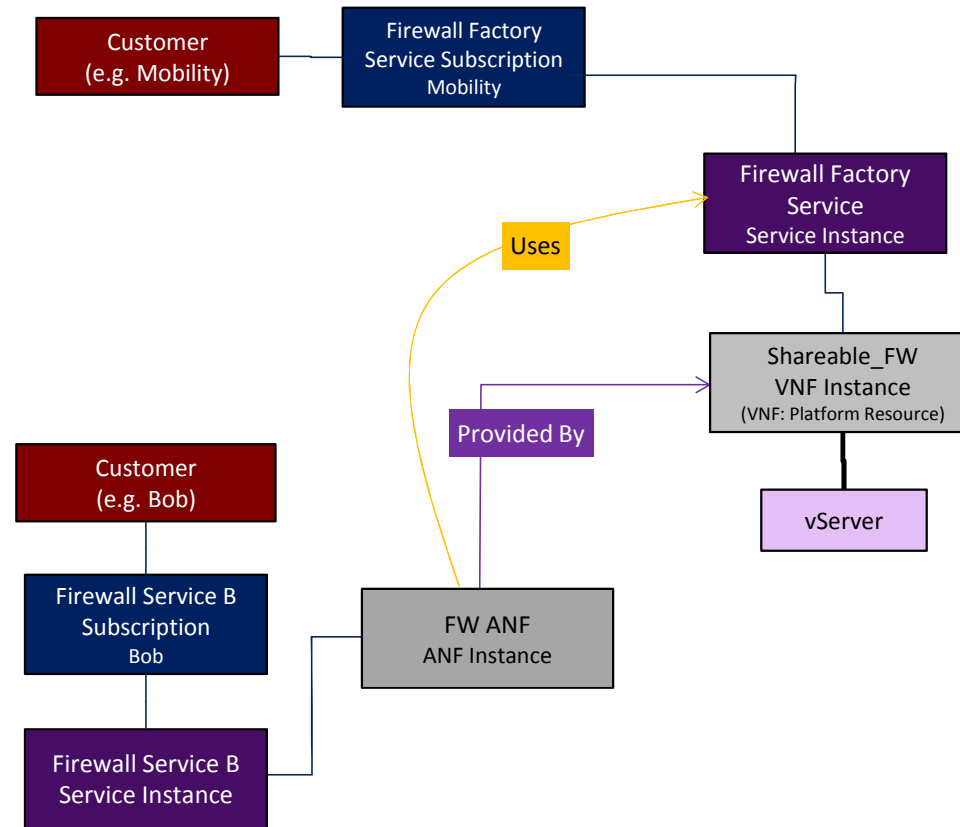 Customer
(e.g. Mobility)
Firewall Factory
Service Subscription
Mobility
Firewall Factory
Service
Service Instance
Uses
Shareable_FW
VNF Instance
(VNF: Platform Resource)
Provided By
vServer
Customer
(e.g. Bob)
Firewall Service B
Subscription
Bob
FW ANF
ANF Instance
Firewall Service B
Service Instance